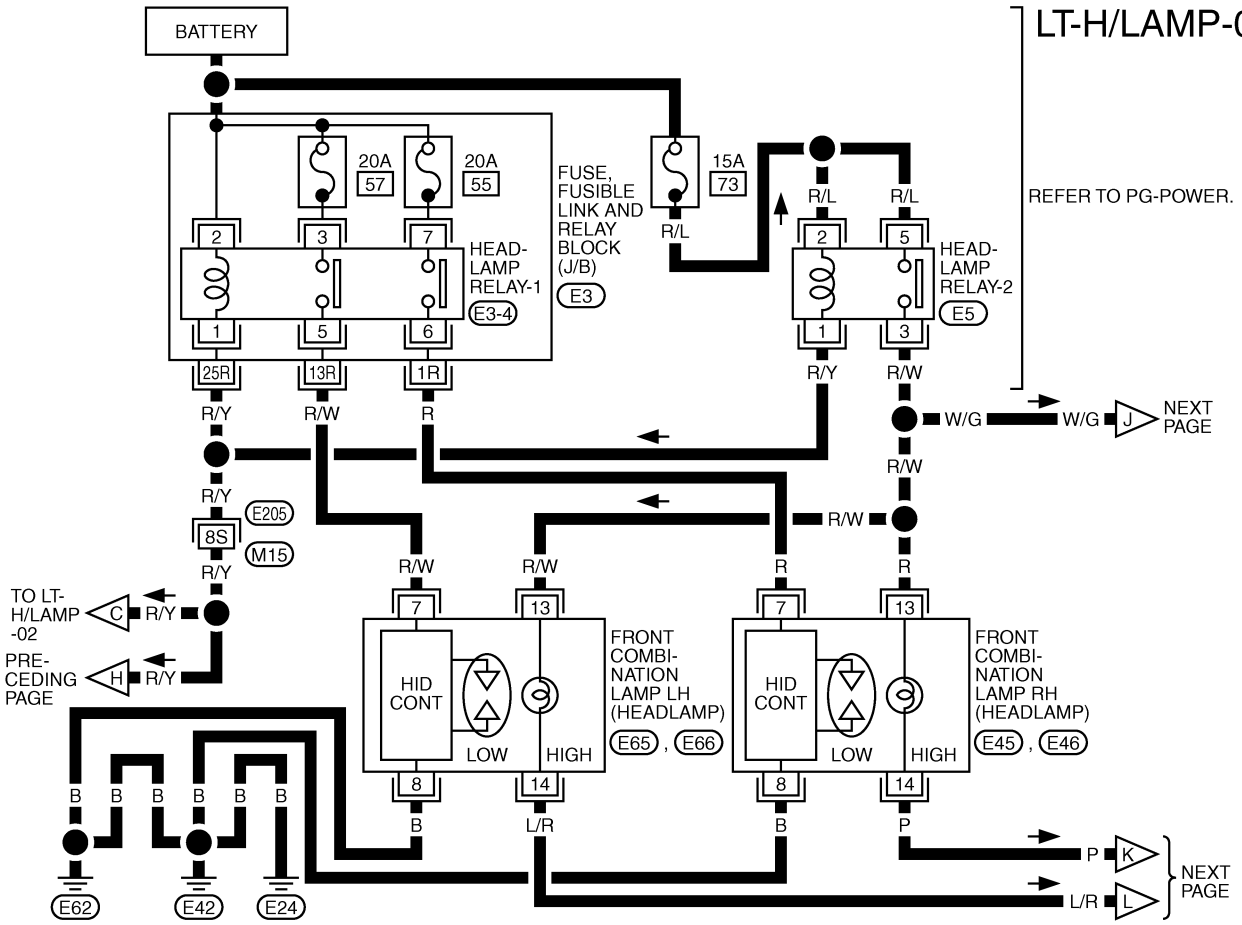 LT-H/LAMP-0
BATTERY
20A
57
20A
55
FUSE,
FUSIBLE
LINK AND
RELAY
BLOCK
(J/B)
E3
15A
73
R/L
R/L
R/L
REFER TO PG-POWER.
2
3
7
HEAD-
LAMP
RELAY-1
E3-4
1
5
6
25R
13R
1R
2
5
HEAD-
LAMP
RELAY-2
E5
1
3
R/Y
R/W
R
R/Y
R/W
W/G
W/G
J
NEXT
PAGE
R/W
R/Y
E205
8S
M15
R/Y
R/W
R/W
R/W
R
R
TO LT-
H/LAMP
-02
C
R/Y
PRE-
CEDING
PAGE
H
R/Y
7
13
HID
CONT
LOW
HIGH
8
14
FRONT
COMBI-
NATION
LAMP LH
(HEADLAMP)
E65 , E66
7
13
HID
CONT
LOW
HIGH
8
14
FRONT
COMBI-
NATION
LAMP RH
(HEADLAMP)
E45 , E46
B
B
B
B
B
B
B
L/R
B
P
P
K
L/R
L
NEXT
PAGE
E62
E42
E24